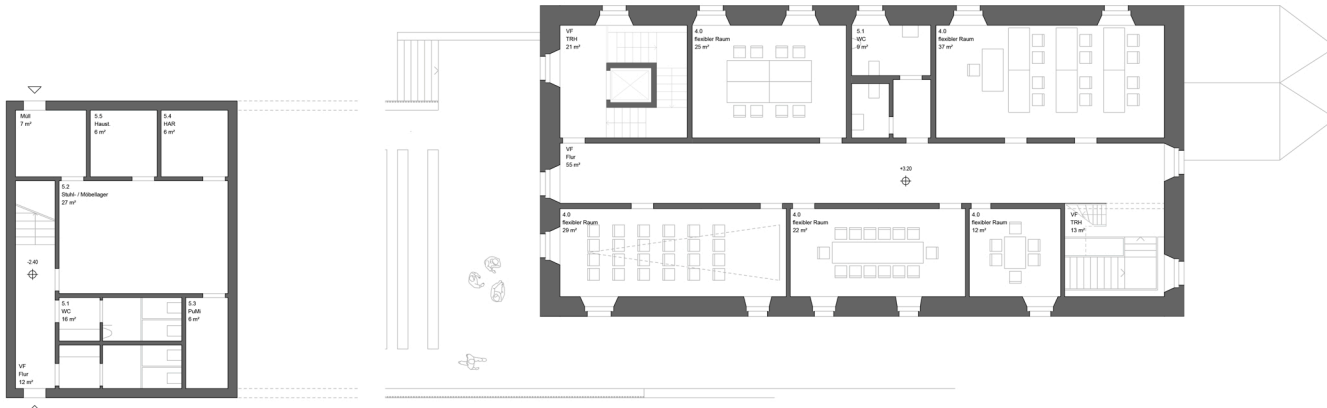 Müll
7 m²
5.5
Haust.
6 m²
5.4
HAR
6 m²
5.2
Stuhl- / Möbellager
27 m²
-2.40
5.1
WC
16 m²
5.3
PuMi
6 m²
VF
Flur
12 m²
VF
TRH
21 m²
4.0
flexibler Raum
25 m²
5.1
WC
9 m²
4.0
flexibler Raum
37 m²
VF
Flur
55 m²
+3.20
4.0
flexibler Raum
29 m²
4.0
flexibler Raum
22 m²
4.0
flexibler Raum
12 m²
VF
TRH
13 m²